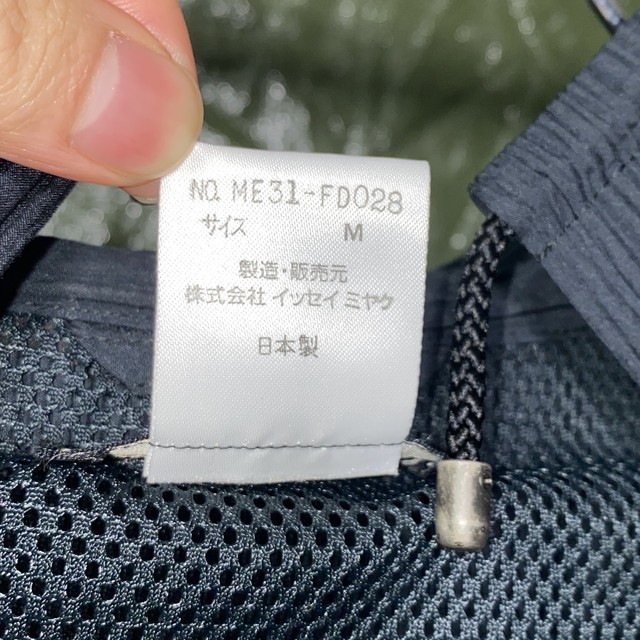 NO. ME31-FD028
サイズ M
製造・販売元
株式会社 イッセイ ミヤケ
日本製